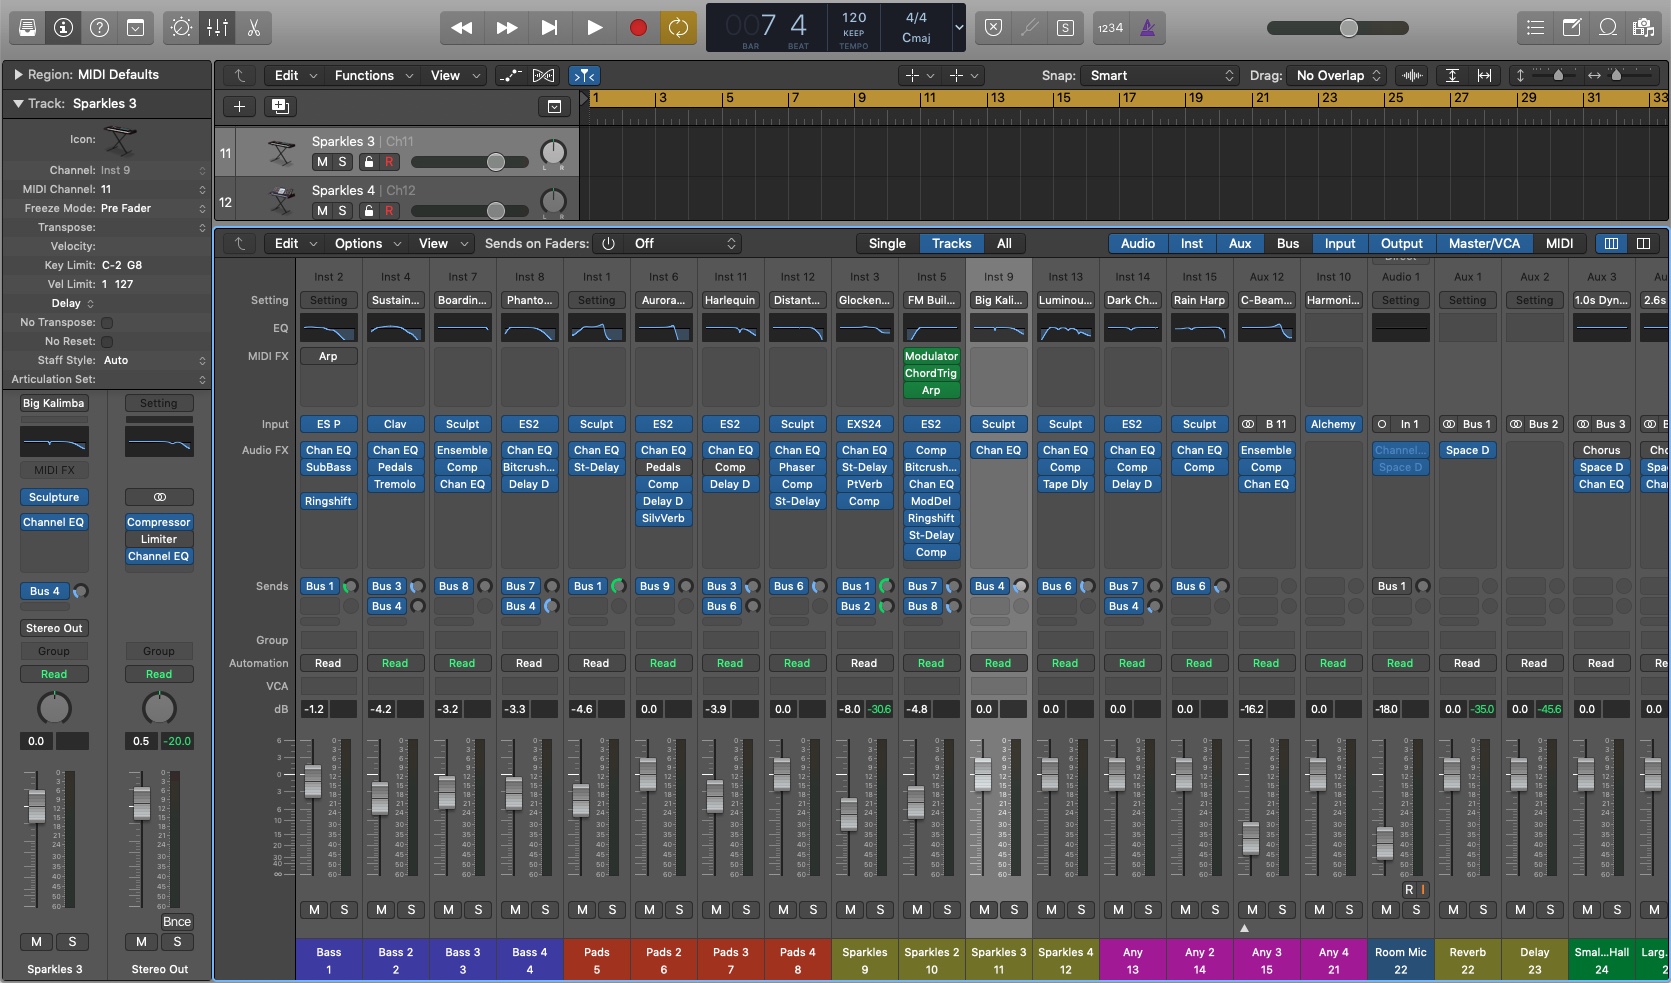 007 4
BAR BEAT
120
KEEP
TEMPO
4/4
Cmaj
S
1234
Region: MIDI Defaults
Track: Sparkles 3
Icon:
Channel: Inst 9
MIDI Channel: 11
Freeze Mode: Pre Fader
Transpose:
Velocity:
Key Limit: C-2 G8
Vel Limit: 1 127
Delay
No Transpose:
No Reset:
Staff Style: Auto
Articulation Set:
Big Kalimba Setting
MIDI FX
Sculpture
Channel EQ Compressor
Limiter
Channel EQ
Bus 4
Stereo Out
Group Group
Read Read
0.0 0.5 -20.0
Bnce
M S M S
Sparkles 3 Stereo Out
Edit Functions View Snap: Smart Drag: No Overlap
1 3 5 7 9 11 13 15 17 19 21 23 25 27 29 31 33
11 Sparkles 3 | Ch11
M S R L R
12 Sparkles 4 | Ch12
M S R L R
Edit Options View Sends on Faders: Off Single Tracks All Audio Inst Aux Bus Input Output Master/VCA MIDI
Inst 2 Inst 4 Inst 7 Inst 8 Inst 1 Inst 6 Inst 11 Inst 12 Inst 3 Inst 5 Inst 9 Inst 13 Inst 14 Inst 15 Aux 12 Inst 10 Audio 1 Aux 1 Aux 2 Aux 3
Setting Setting Sustain... Boardin... Phanto... Setting Aurora... Harlequin Distant... Glocken... FM Buil... Big Kali... Luminou... Dark Ch... Rain Harp C-Beam... Harmoni... Setting Setting Setting 1.0s Dyn... 2.6s
EQ
MIDI FX Arp Modulator
ChordTrig
Arp
Input ES P Clav Sculpt ES2 Sculpt ES2 ES2 ES2 EXS24 ES2 Sculpt Sculpt ES2 Sculpt B 11 Alchemy In 1 Bus 1 Bus 2 Bus 3
Audio FX Chan EQ Chan EQ Ensemble Chan EQ Chan EQ Chan EQ Chan EQ Chan EQ Chan EQ Comp Chan EQ Chan EQ Chan EQ Chan EQ Ensemble Channel... Space D Chorus
SubBass Pedals Comp Bitcrush... St-Delay Pedals Comp Phaser St-Delay Bitcrush... Comp Comp Comp Comp Space D Space D
Tremolo Chan EQ Delay D Comp Delay D Comp PtVerb Chan EQ Tape Dly Delay D Chan EQ Chan EQ
Ringshift Delay D St-Delay Comp ModDel
SilvVerb Ringshift
St-Delay
Comp
Sends Bus 1 Bus 3 Bus 8 Bus 7 Bus 1 Bus 9 Bus 3 Bus 6 Bus 1 Bus 7 Bus 4 Bus 6 Bus 7 Bus 6 Bus 1
Bus 4 Bus 4 Bus 6 Bus 2 Bus 8 Bus 4
Group
Automation Read Read Read Read Read Read Read Read Read Read Read Read Read Read Read Read Read Read Read Read
VCA
dB -1.2 -4.2 -3.2 -3.3 -4.6 0.0 -3.9 0.0 -8.0 -30.6 -4.8 0.0 0.0 0.0 0.0 -16.2 0.0 -18.0 0.0 -35.0 0.0 -45.6 0.0 0.0
R I
M S M S M S M S M S M S M S M S M S M S M S M S M S M S M S M S M S M S M S M S M
Bass Bass 2 Bass 3 Bass 4 Pads Pads 2 Pads 3 Pads 4 Sparkles Sparkles 2 Sparkles 3 Sparkles 4 Any Any 2 Any 3 Any 4 Room Mic Reverb Delay Smal...Hall Larg.
1 2 3 4 5 6 7 8 9 10 11 12 13 14 15 21 22 22 23 24